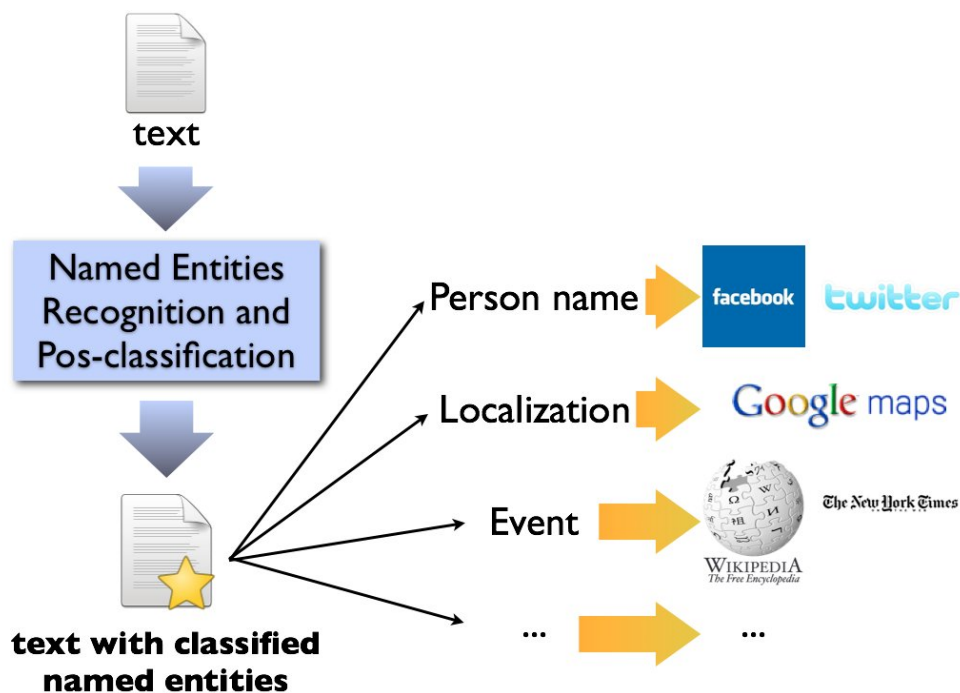 text
Named Entities
Recognition and
Pos-classification
text with classified
named entities
Person name
facebook
twitter
Localization
Google maps
Event
WIKIPEDIA
The Free Encyclopedia
The New York Times
...
...